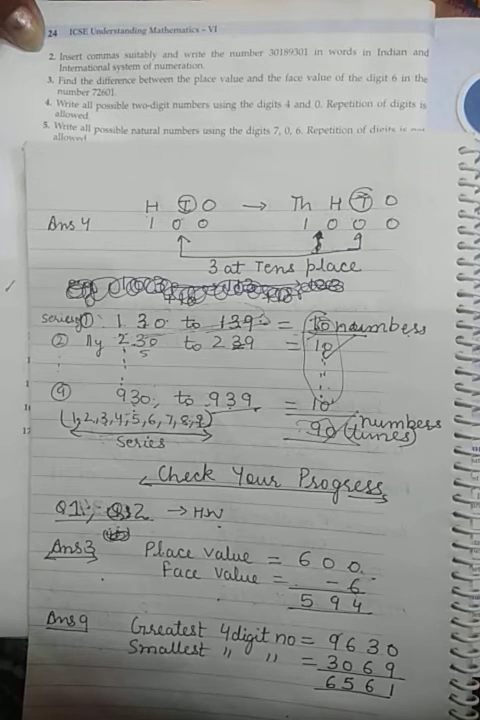 24 ICSE Understanding Mathematics – VI
2. Insert commas suitably and write the number 30189301 in words in Indian and
International system of numeration.
3. Find the difference between the place value and the face value of the digit 6 in the
number 72601.
4. Write all possible two-digit numbers using the digits 4 and 0. Repetition of digits is
allowed.
5. Write all possible natural numbers using the digits 7, 0, 6. Repetition of digits is not
allowed
H T O → Th H T O
Ans 4 1 0 0 1 0 0 0
3 at Tens place
series ① : 130 to 139 = 10 numbers
② lly 230 to 239 = 10
5
⑨ 930 to 939 = 10
(1,2,3,4,5,6,7,8,9) 90 numbers
(times)
series
Check Your Progress
Q1, Q2 → HW
Ans3 Place value = 600
Face value = - 6
594
Ans 9 Greatest 4digit no = 9630
Smallest " " = 3069
6561